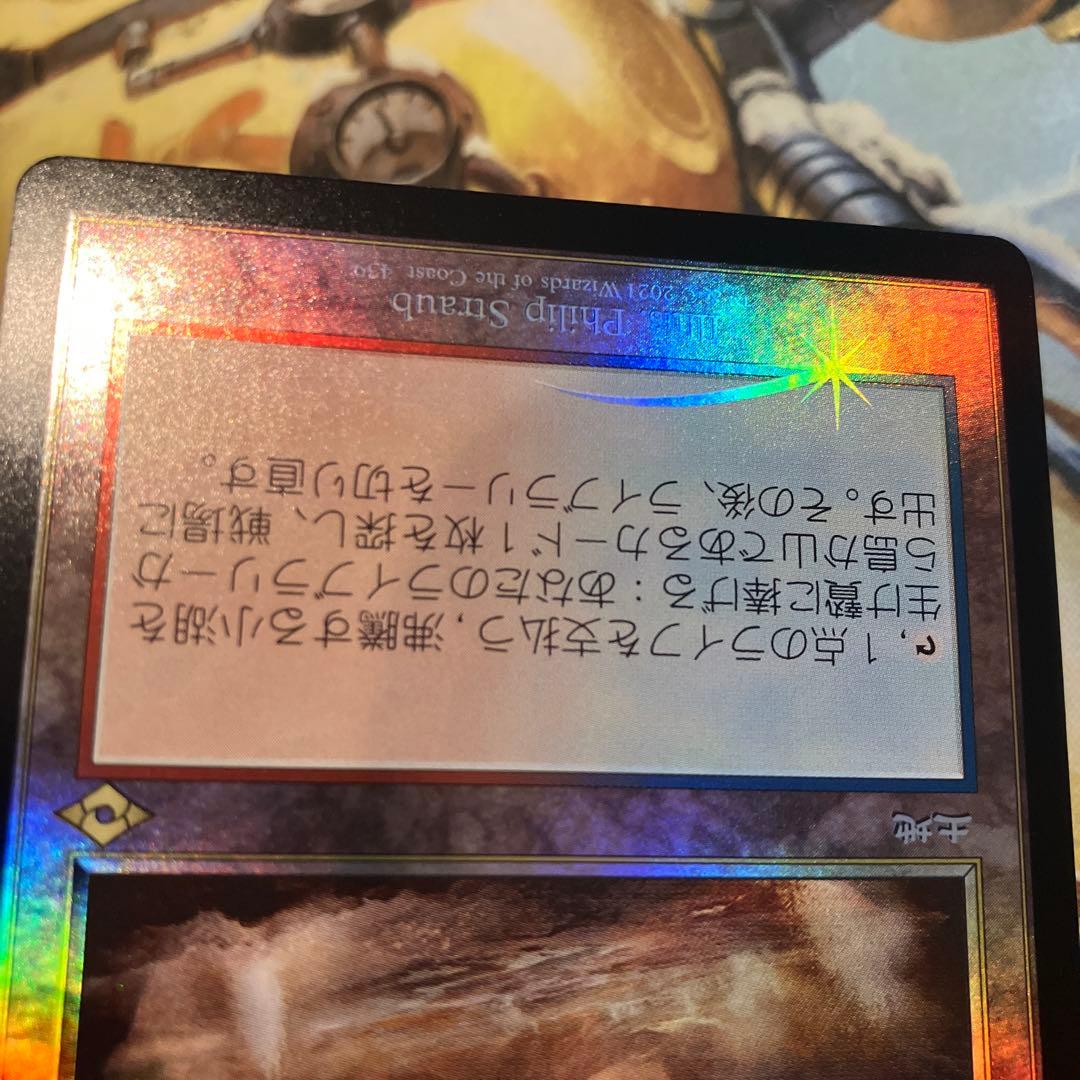 土地
, 1点のライフを支払う, 沸騰する小湖を
生け贄に捧げる：あなたのライブラリーか
ら島か山であるカード1枚を探し、戦場に
出す。その後、ライブラリーを切り直す。
Illus. Philip Straub
2021 Wizards of the Coast 439